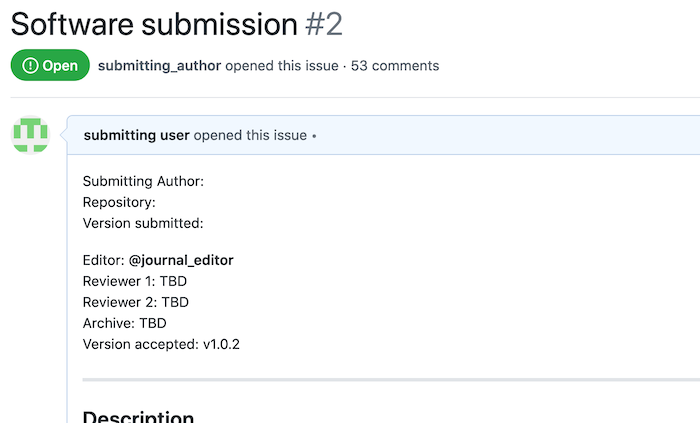 Software submission #2
Open submitting_author opened this issue · 53 comments
submitting user opened this issue •
Submitting Author:
Repository:
Version submitted:
Editor: @journal_editor
Reviewer 1: TBD
Reviewer 2: TBD
Archive: TBD
Version accepted: v1.0.2
Description